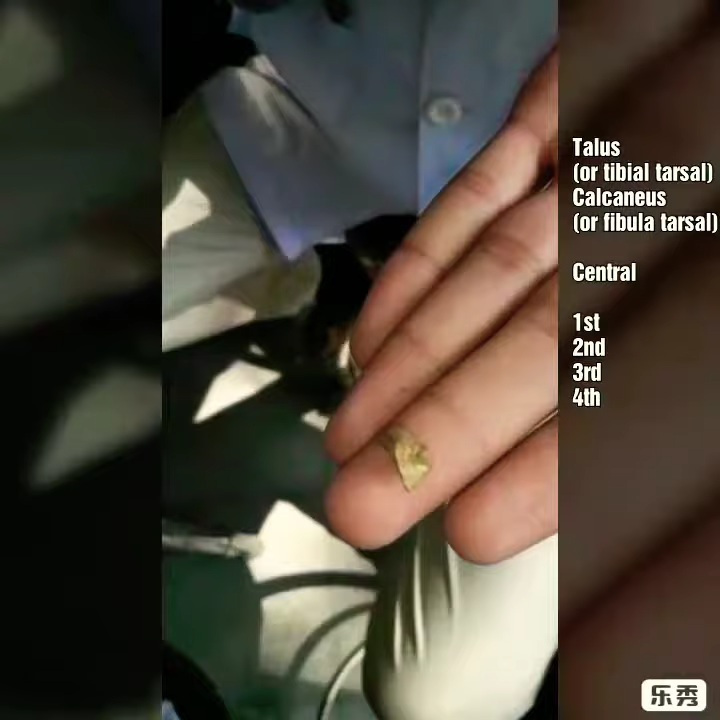 Talus
(or tibial tarsal)
Calcaneus
(or fibula tarsal)
Central
1st
2nd
3rd
4th
乐秀